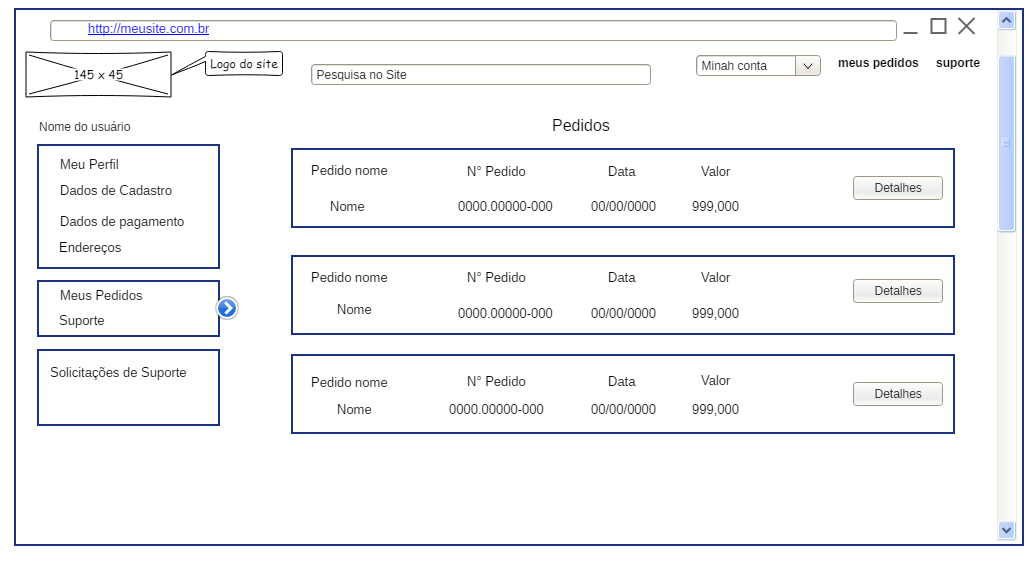 http://meusite.com.br
145 x 45
Logo do site
Pesquisa no Site
Minah conta
meus pedidos
suporte
Nome do usuário
Meu Perfil
Dados de Cadastro
Dados de pagamento
Endereços
Meus Pedidos
Suporte
Solicitações de Suporte
Pedidos
Pedido nome N° Pedido Data Valor
Detalhes
Nome 0000.00000-000 00/00/0000 999,000
Pedido nome N° Pedido Data Valor
Detalhes
Nome 0000.00000-000 00/00/0000 999,000
Pedido nome N° Pedido Data Valor
Detalhes
Nome 0000.00000-000 00/00/0000 999,000